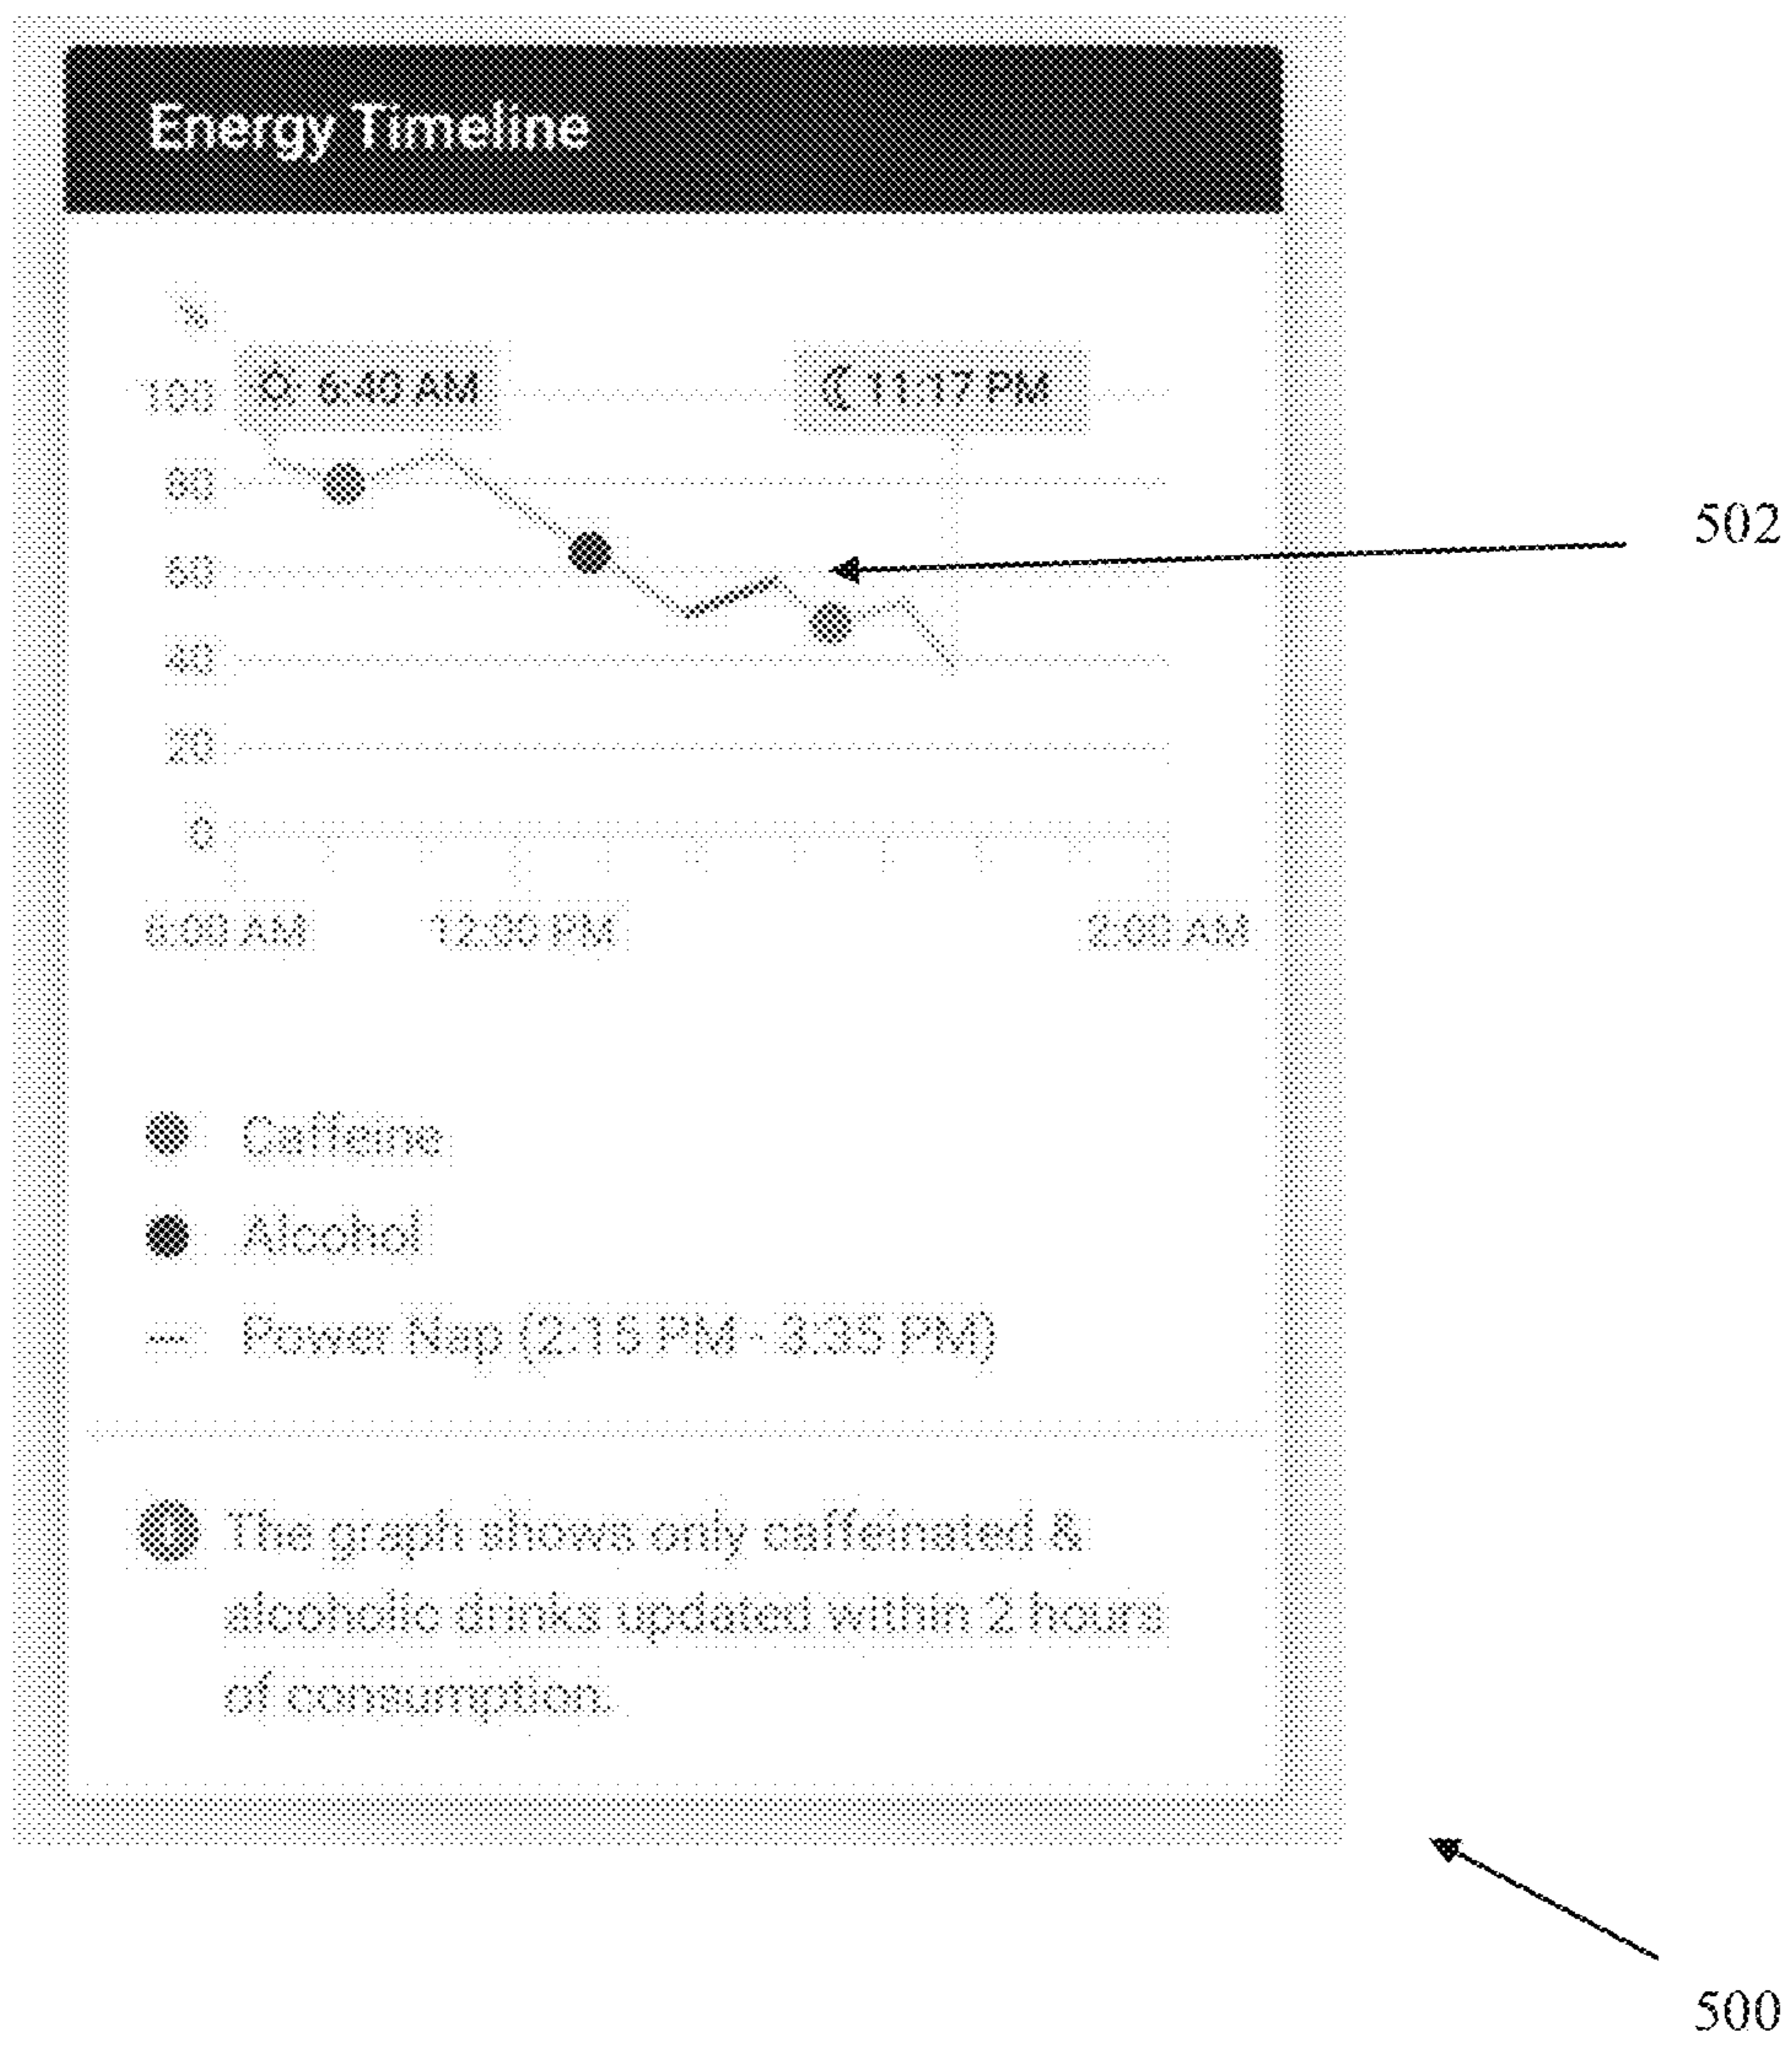 Energy Timeline
%
100
6:40 AM
11:17 PM
80
502
60
40
20
0
6:00 AM
12:00 PM
2:00 AM
Caffeine
Alcohol
Power Nap (2:15 PM - 3:35 PM)
The graph shows only caffeinated &
alcoholic drinks updated within 2 hours
of consumption.
500